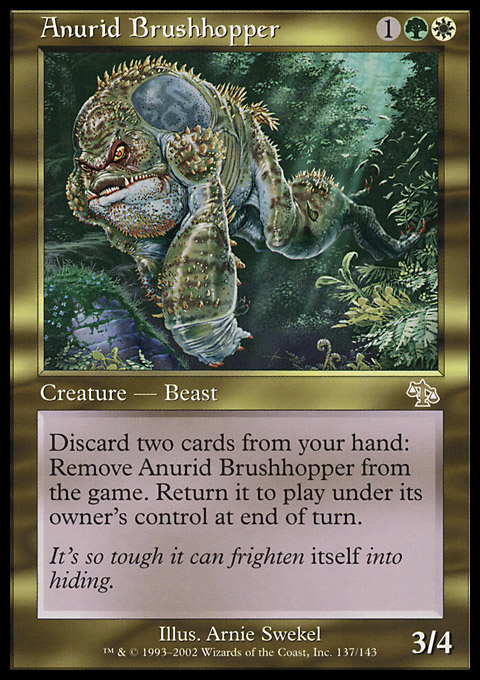 Anurid Brushhopper 1
Creature — Beast
Discard two cards from your hand:
Remove Anurid Brushhopper from
the game. Return it to play under its
owner's control at end of turn.
It's so tough it can frighten itself into
hiding.
Illus. Arnie Swekel
™ & © 1993-2002 Wizards of the Coast, Inc. 137/143
3/4